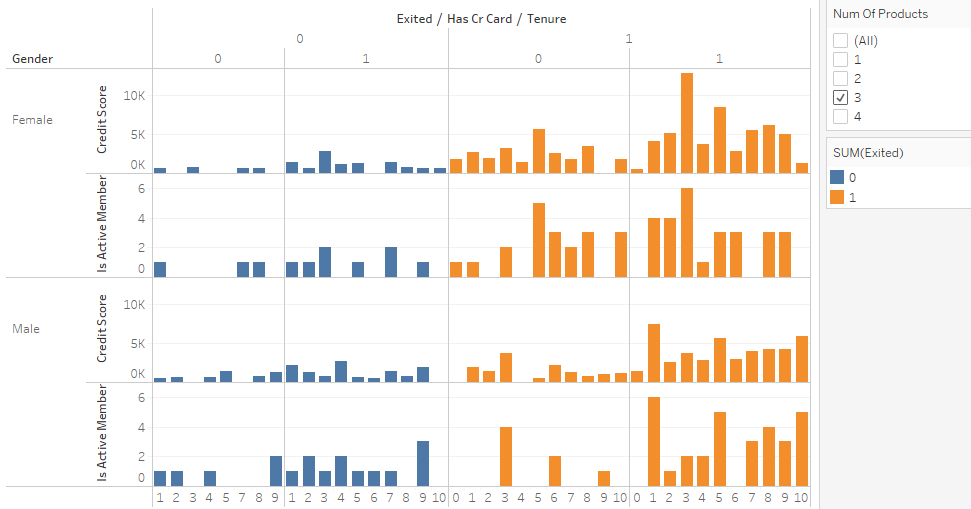 Exited / Has Cr Card / Tenure
0 1
Gender 0 1 0 1
Female
Credit Score
10K
5K
0K
Is Active Member
6
4
2
0
Male
Credit Score
10K
5K
0K
Is Active Member
6
4
2
0
1 2 3 4 5 7 8 9 1 2 3 4 5 6 7 8 9 10 0 1 2 3 4 5 6 7 8 9 10 0 1 2 3 4 5 6 7 8 9 10
Num Of Products
(All)
1
2
3
4
SUM(Exited)
0
1